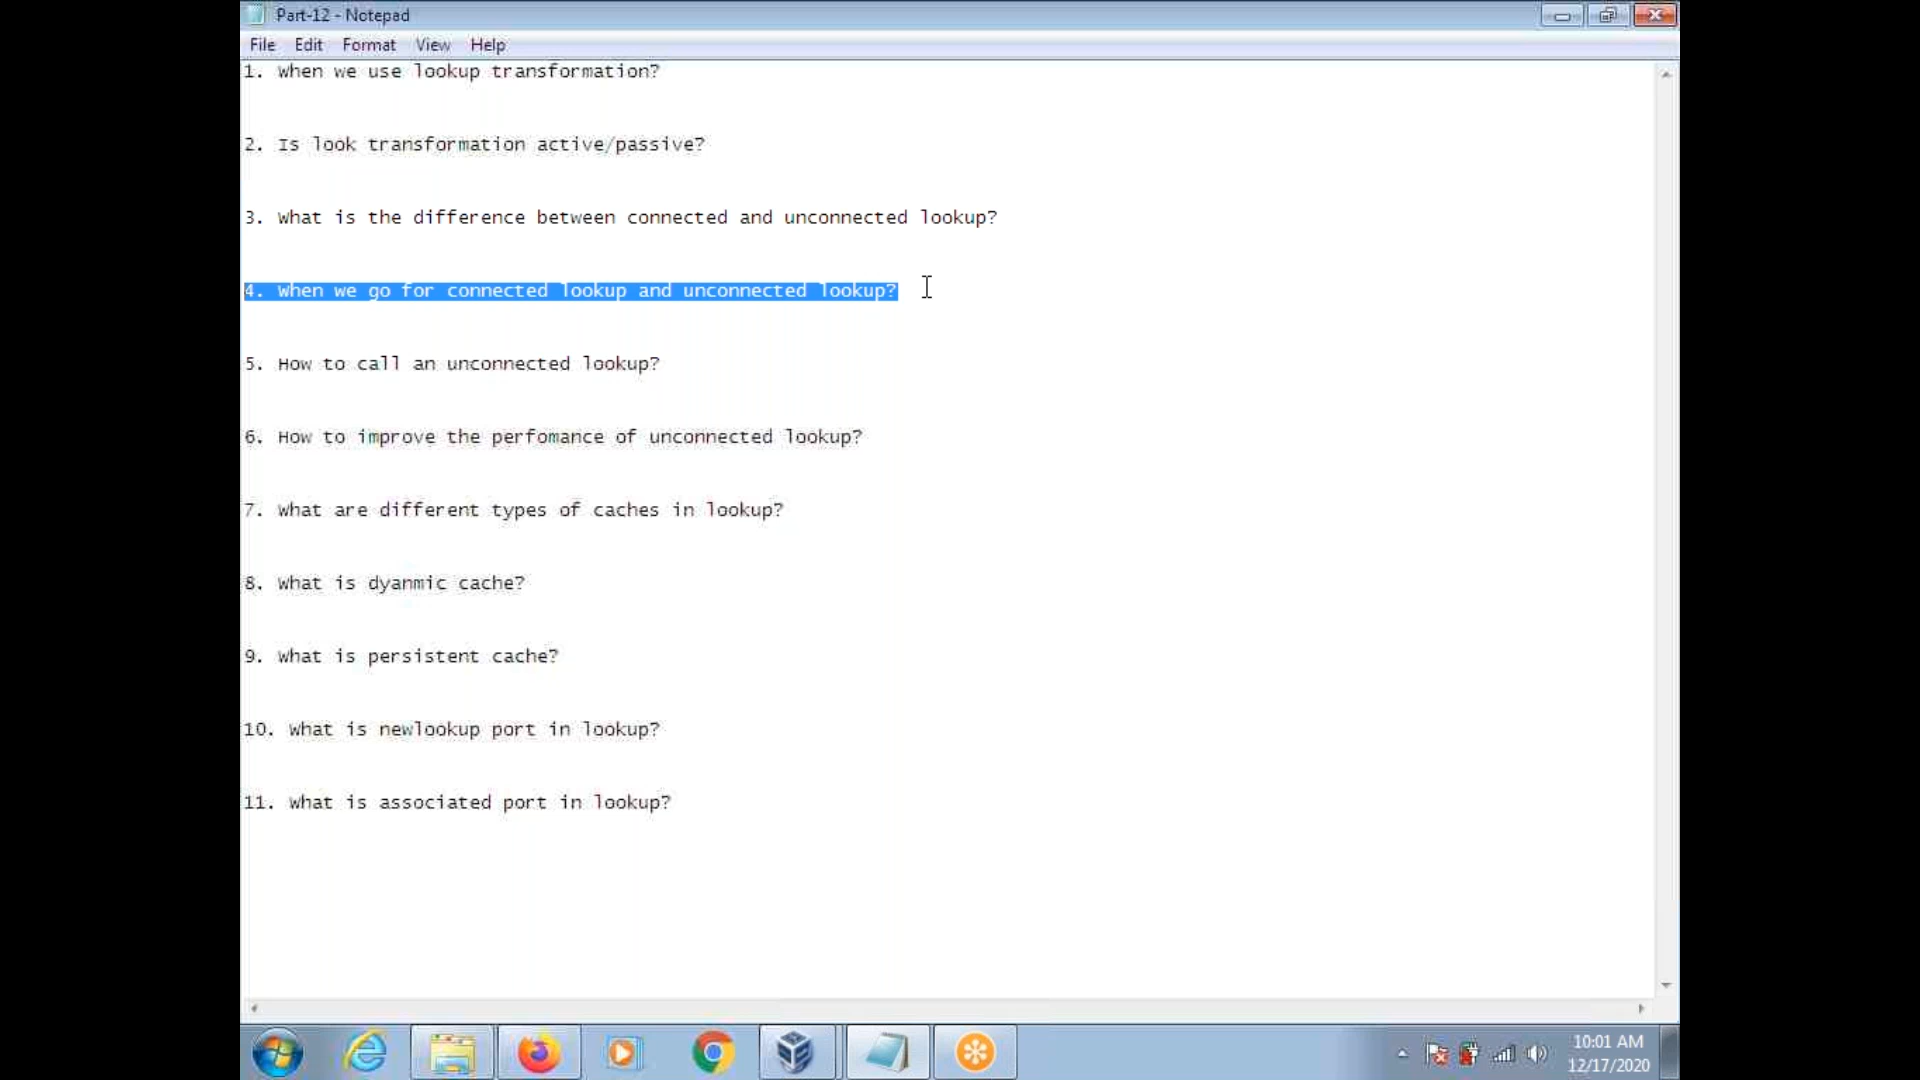 Part-12 - Notepad
File Edit Format View Help
1. When we use lookup transformation?
2. Is look transformation active/passive?
3. What is the difference between connected and unconnected lookup?
4. When we go for connected lookup and unconnected lookup?
5. How to call an unconnected lookup?
6. How to improve the perfomance of unconnected lookup?
7. What are different types of caches in lookup?
8. What is dyanmic cache?
9. What is persistent cache?
10. What is newlookup port in lookup?
11. What is associated port in lookup?
10:01 AM
12/17/2020